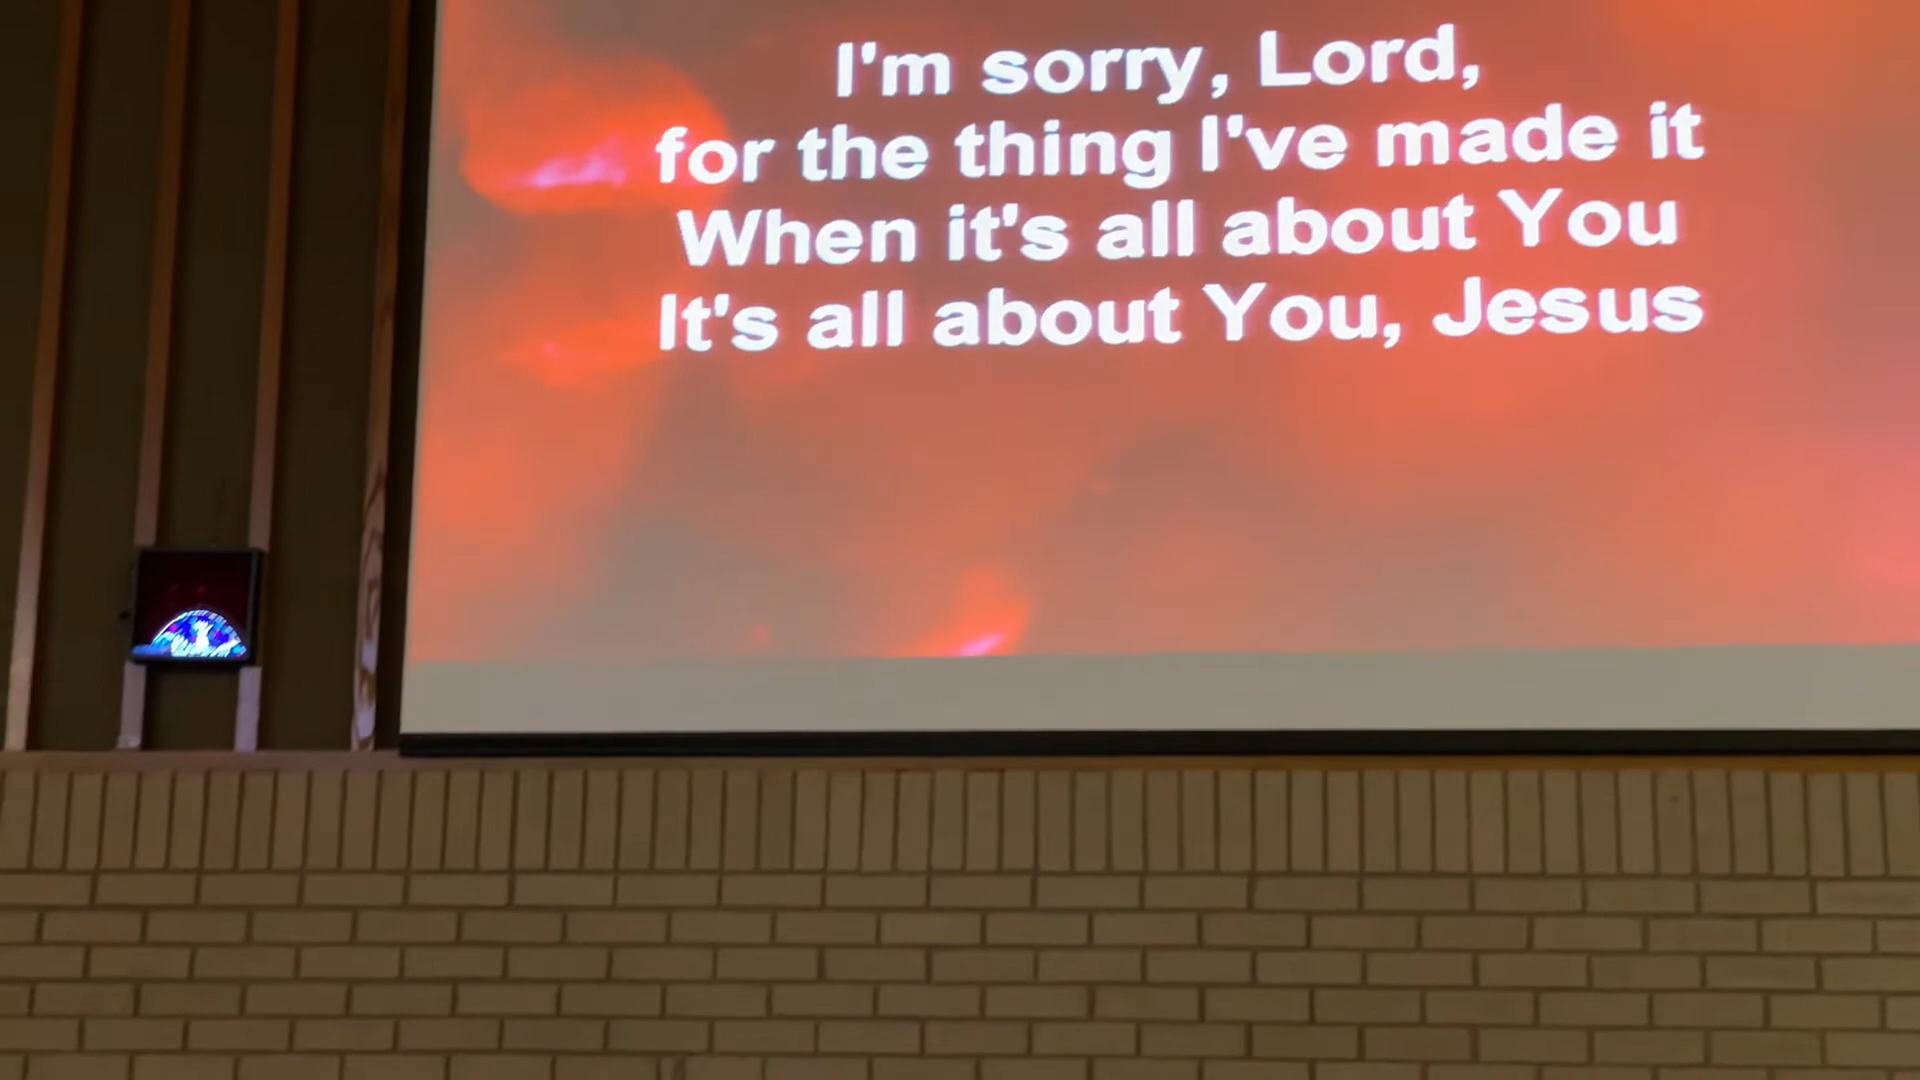 I'm sorry, Lord,
for the thing I've made it
When it's all about You
It's all about You, Jesus